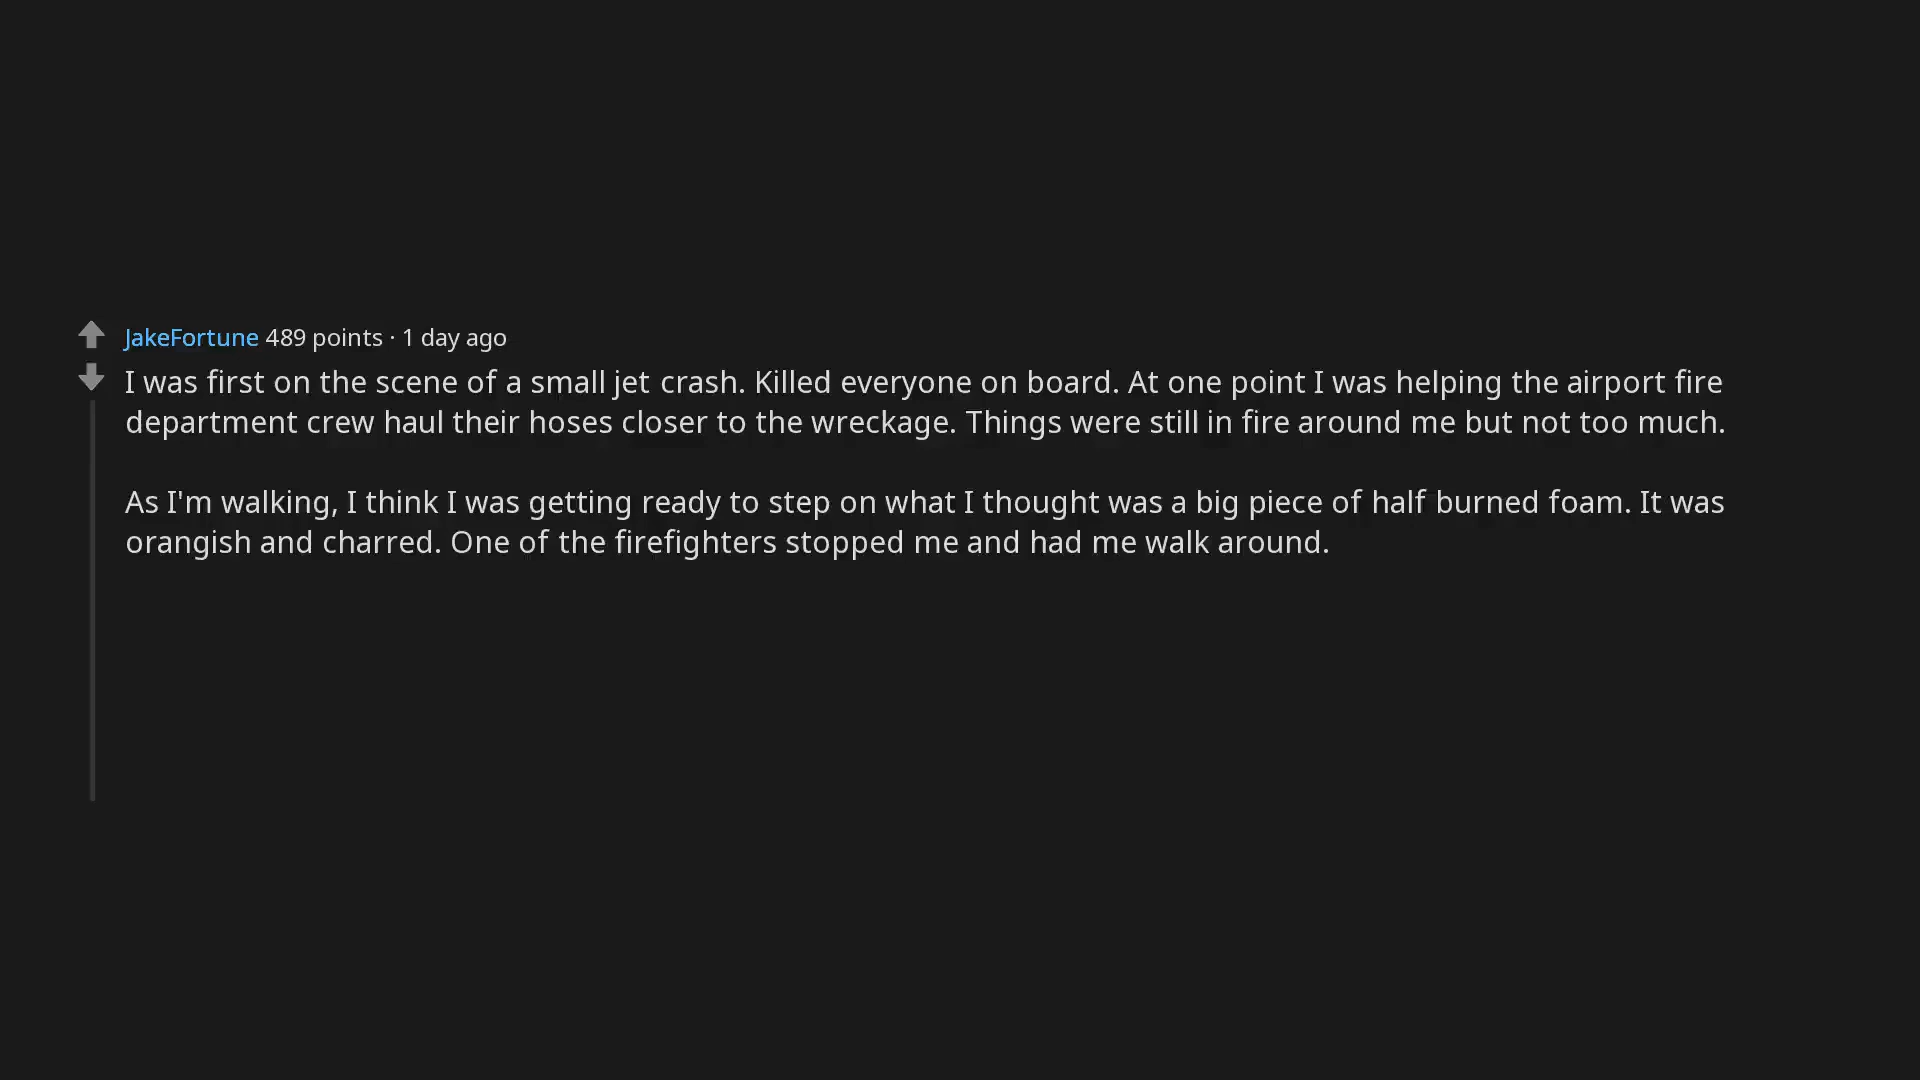 JakeFortune 489 points · 1 day ago
I was first on the scene of a small jet crash. Killed everyone on board. At one point I was helping the airport fire
department crew haul their hoses closer to the wreckage. Things were still in fire around me but not too much.
As I'm walking, I think I was getting ready to step on what I thought was a big piece of half burned foam. It was
orangish and charred. One of the firefighters stopped me and had me walk around.